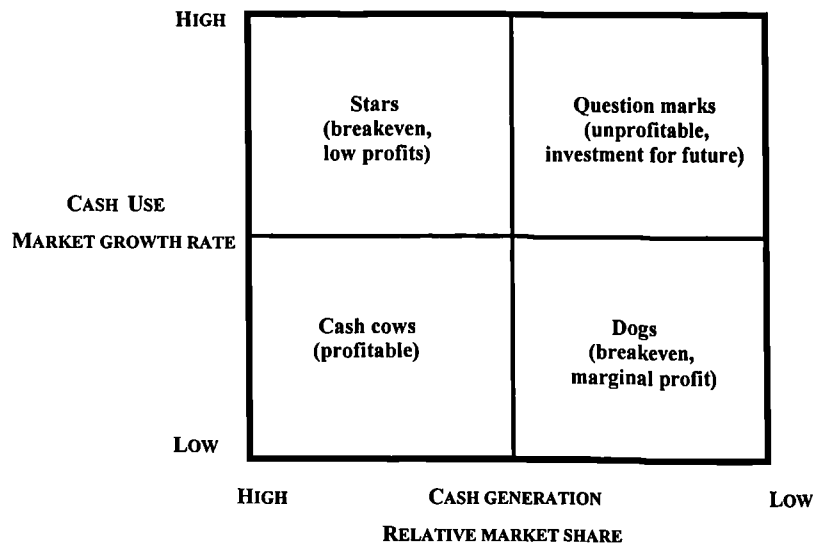 HIGH
Stars
(breakeven,
low profits)
Question marks
(unprofitable,
investment for future)
CASH USE
MARKET GROWTH RATE
Cash cows
(profitable)
Dogs
(breakeven,
marginal profit)
LOW
HIGH
CASH GENERATION
LOW
RELATIVE MARKET SHARE